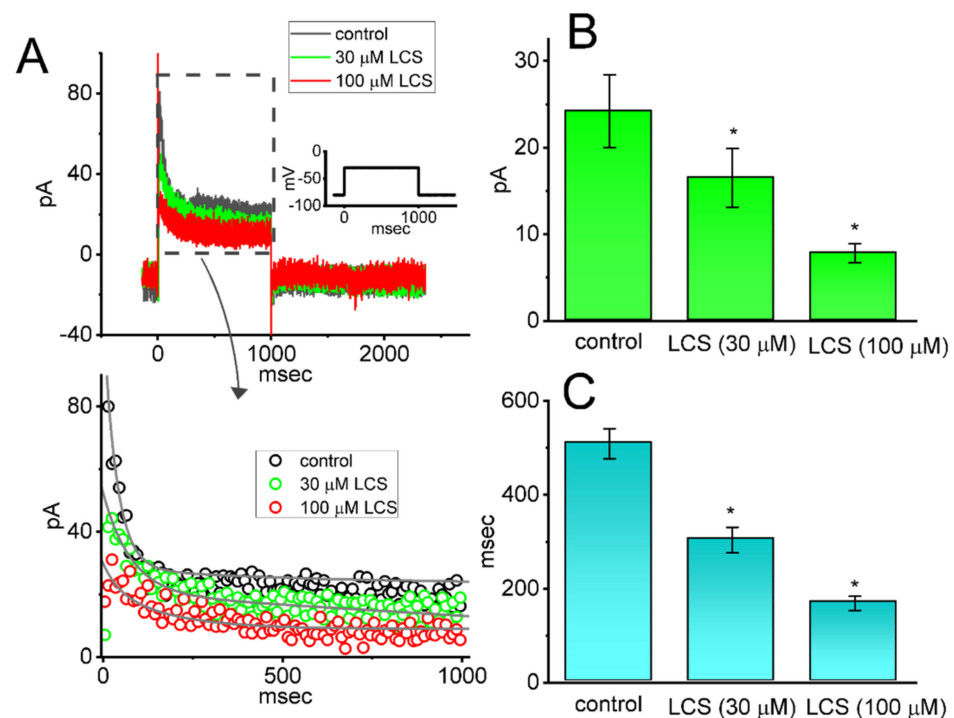 A
control
30 μM LCS
100 μM LCS
80
40
0
-40
pA
0
1000
2000
msec
0
-50
-100
mV
0
1000
msec
80
40
0
pA
control
30 μM LCS
100 μM LCS
0
500
1000
msec
B
30
20
10
0
pA
*
*
control
LCS (30 μM)
LCS (100 μM)
C
600
400
200
0
msec
*
*
control
LCS (30 μM)
LCS (100 μM)